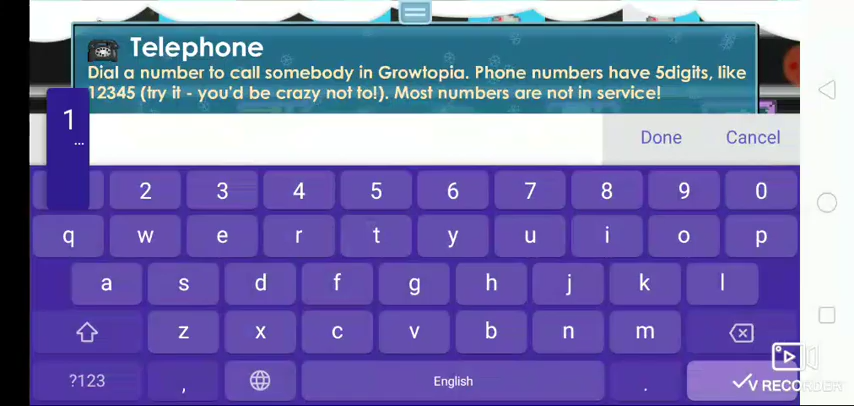 Telephone
Dial a number to call somebody in Growtopia. Phone numbers have 5digits, like
12345 (try it - you'd be crazy not to!). Most numbers are not in service!
1
...
Done Cancel
2 3 4 5 6 7 8 9 0
q w e r t y u i o p
a s d f g h j k l
z x c v b n m
?123 , English .
V RECORDER